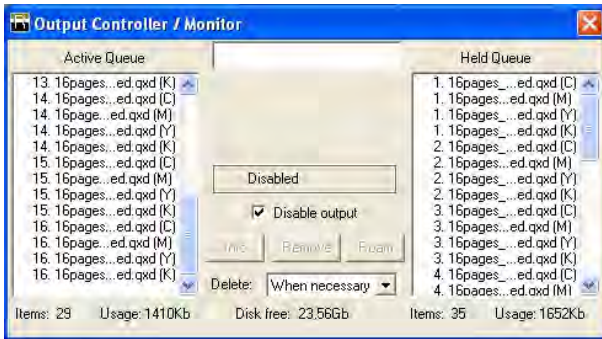 Output Controller / Monitor
Active Queue
13. 16pages...ed.qxd (K)
14. 16pages...ed.qxd (C)
14. 16page...ed.qxd (M)
14. 16pages...ed.qxd (Y)
14. 16pages...ed.qxd (K)
15. 16pages...ed.qxd (C)
15. 16page...ed.qxd (M)
15. 16pages...ed.qxd (Y)
15. 16pages...ed.qxd (K)
16. 16pages...ed.qxd (C)
16. 16page...ed.qxd (M)
16. 16pages...ed.qxd (Y)
16. 16pages...ed.qxd (K)
Items: 29
Usage: 1410Kb
Disabled
Disable output
Info
Remove
Roam
Delete:
When necessary
Disk free: 23.56Gb
Held Queue
1. 16pages_...ed.qxd (C)
1. 16pages...ed.qxd (M)
1. 16pages_...ed.qxd (Y)
1. 16pages_...ed.qxd (K)
2. 16pages_...ed.qxd (C)
2. 16pages...ed.qxd (M)
2. 16pages_...ed.qxd (Y)
2. 16pages_...ed.qxd (K)
3. 16pages_...ed.qxd (C)
3. 16pages...ed.qxd (M)
3. 16pages_...ed.qxd (Y)
3. 16pages_...ed.qxd (K)
4. 16pages_...ed.qxd (C)
4. 16pages...ed.qxd (M)
Items: 35
Usage: 1652Kb